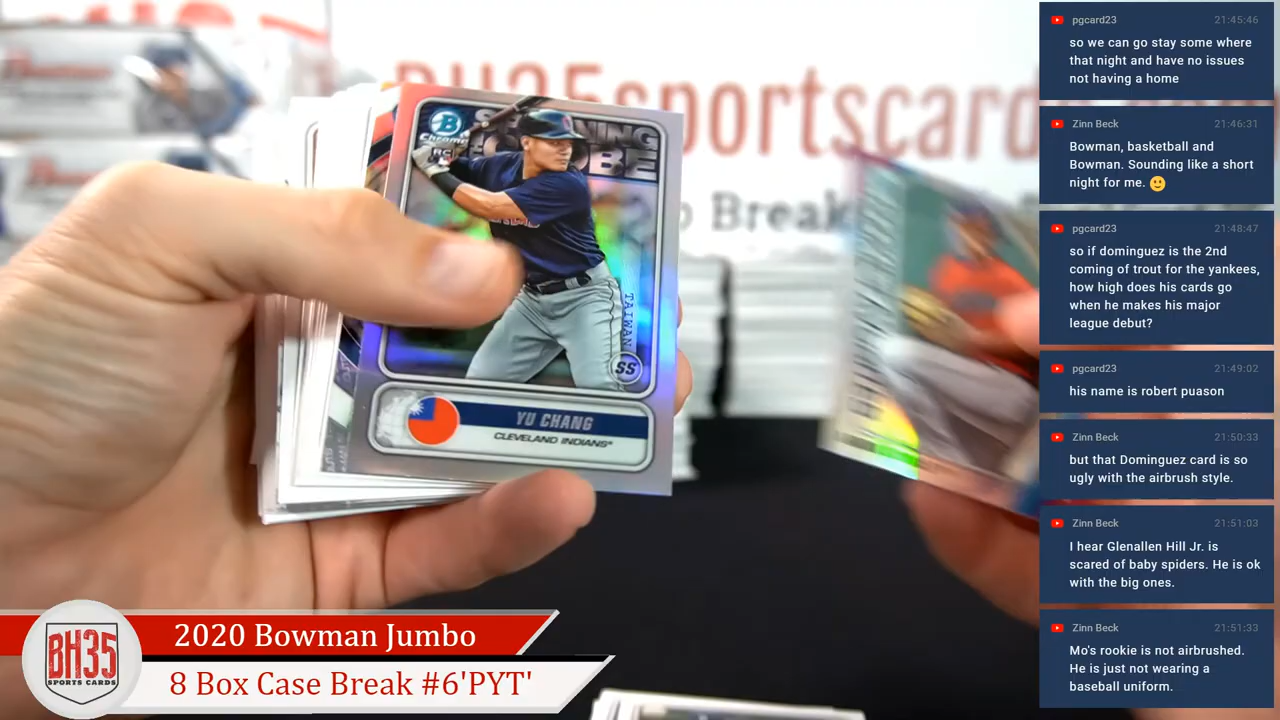 BH35sportscards
Break
SPANNING
GLOBE
B
Chrome
RC
TAIWAN
SS
YU CHANG
CLEVELAND INDIANS
BH35
SPORTS CARDS
2020 Bowman Jumbo
8 Box Case Break #6'PYT'
pgcard23 21:45:46
so we can go stay some where
that night and have no issues
not having a home
Zinn Beck 21:46:31
Bowman, basketball and
Bowman. Sounding like a short
night for me. 🙂
pgcard23 21:48:47
so if dominguez is the 2nd
coming of trout for the yankees,
how high does his cards go
when he makes his major
league debut?
pgcard23 21:49:02
his name is robert puason
Zinn Beck 21:50:33
but that Dominguez card is so
ugly with the airbrush style.
Zinn Beck 21:51:03
I hear Glenallen Hill Jr. is
scared of baby spiders. He is ok
with the big ones.
Zinn Beck 21:51:33
Mo's rookie is not airbrushed.
He is just not wearing a
baseball uniform.